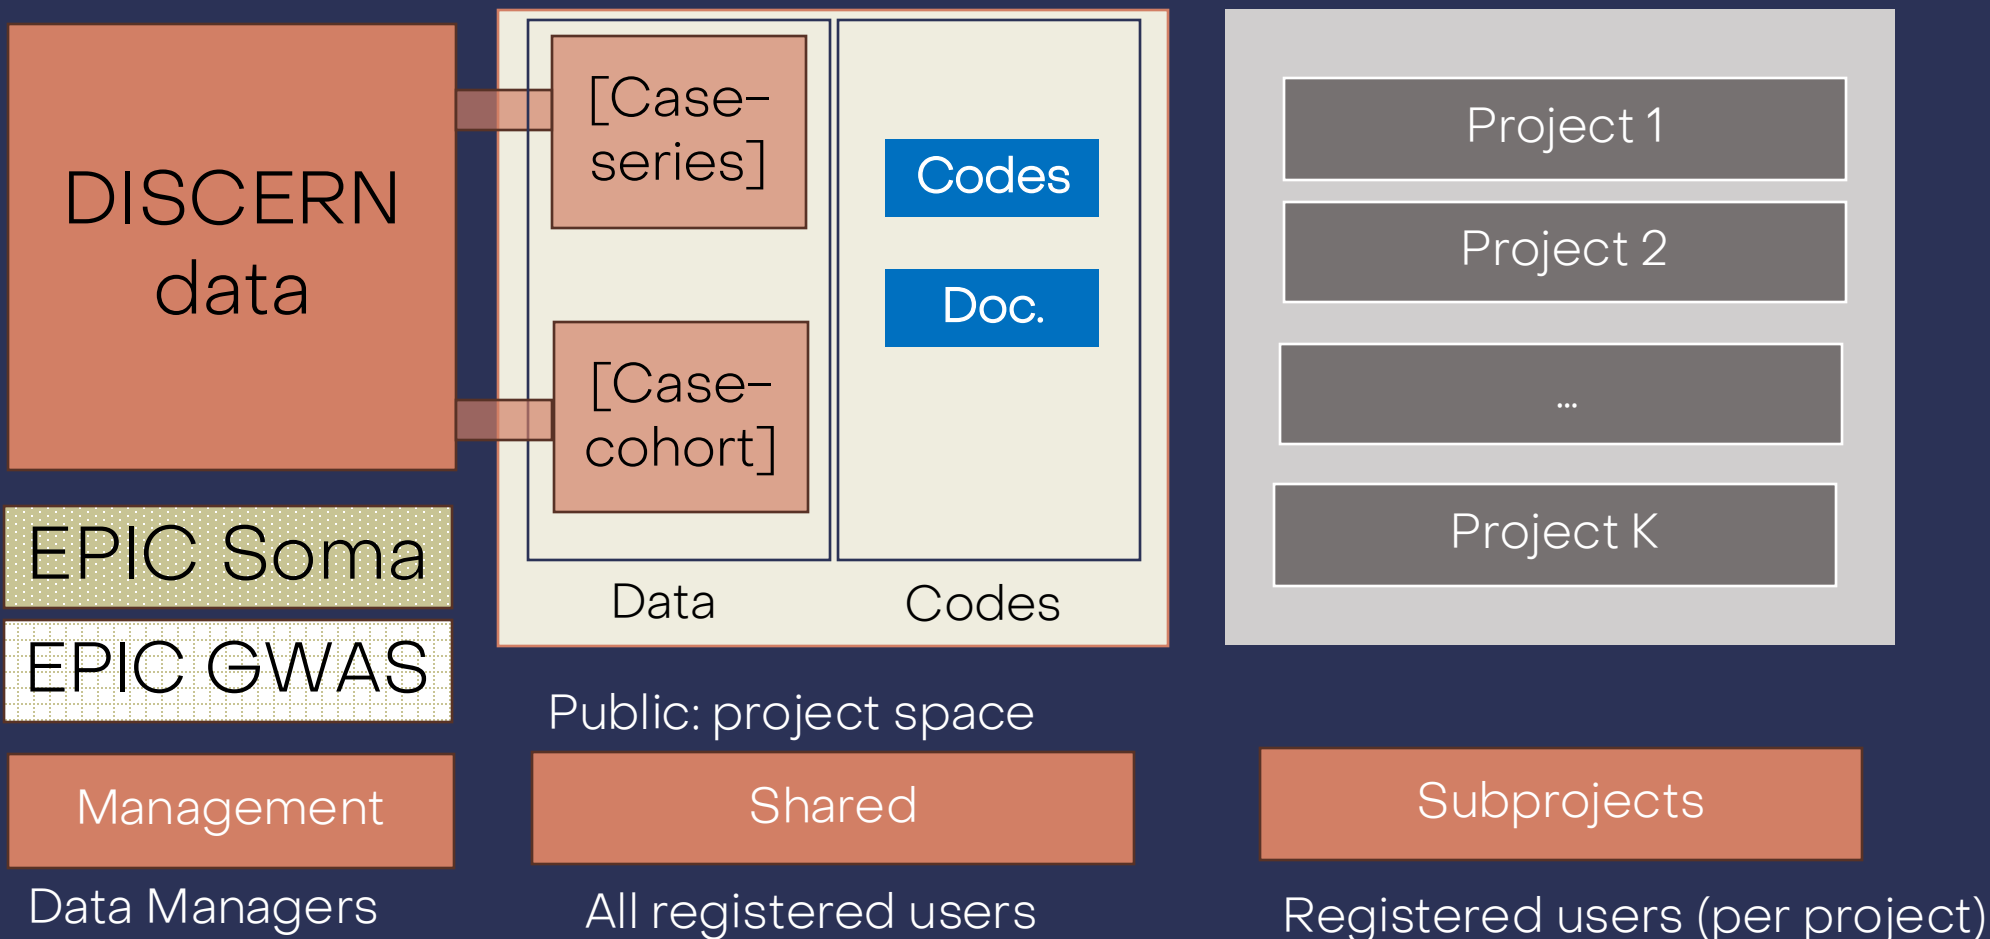 DISCERN
data
EPIC Soma
EPIC GWAS
Management
Data Managers
[Case-
series]
[Case-
cohort]
Data
Codes
Doc.
Codes
Public: project space
Shared
All registered users
Project 1
Project 2
...
Project K
Subprojects
Registered users (per project)